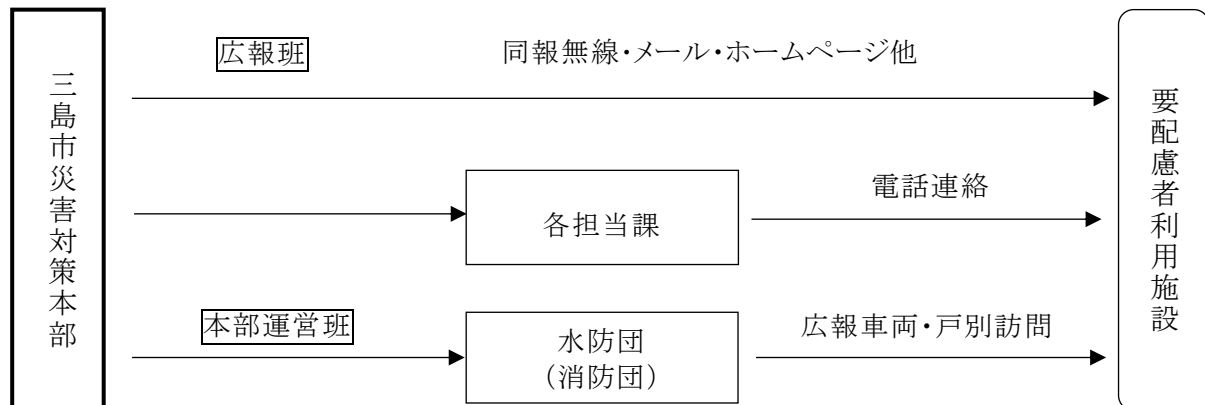 三島市災害対策本部
広報班
同報無線・メール・ホームページ他
各担当課
電話連絡
本部運営班
水防団
(消防団)
広報車両・戸別訪問
要配慮者利用施設